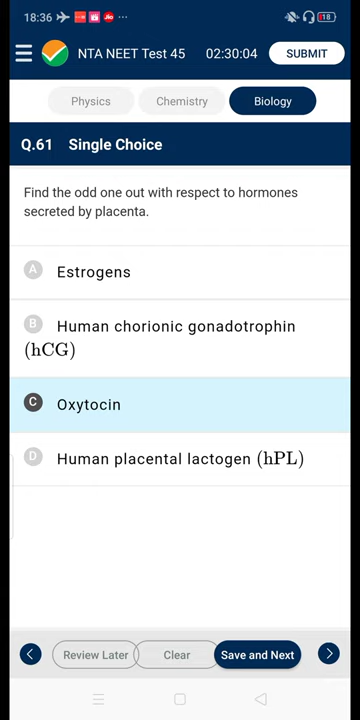 18:36 Jio ... 18
NTA NEET Test 45 02:30:04 SUBMIT
Physics Chemistry Biology
Q.61 Single Choice
Find the odd one out with respect to hormones
secreted by placenta.
A Estrogens
B Human chorionic gonadotrophin
(hCG)
C Oxytocin
D Human placental lactogen (hPL)
Review Later Clear Save and Next